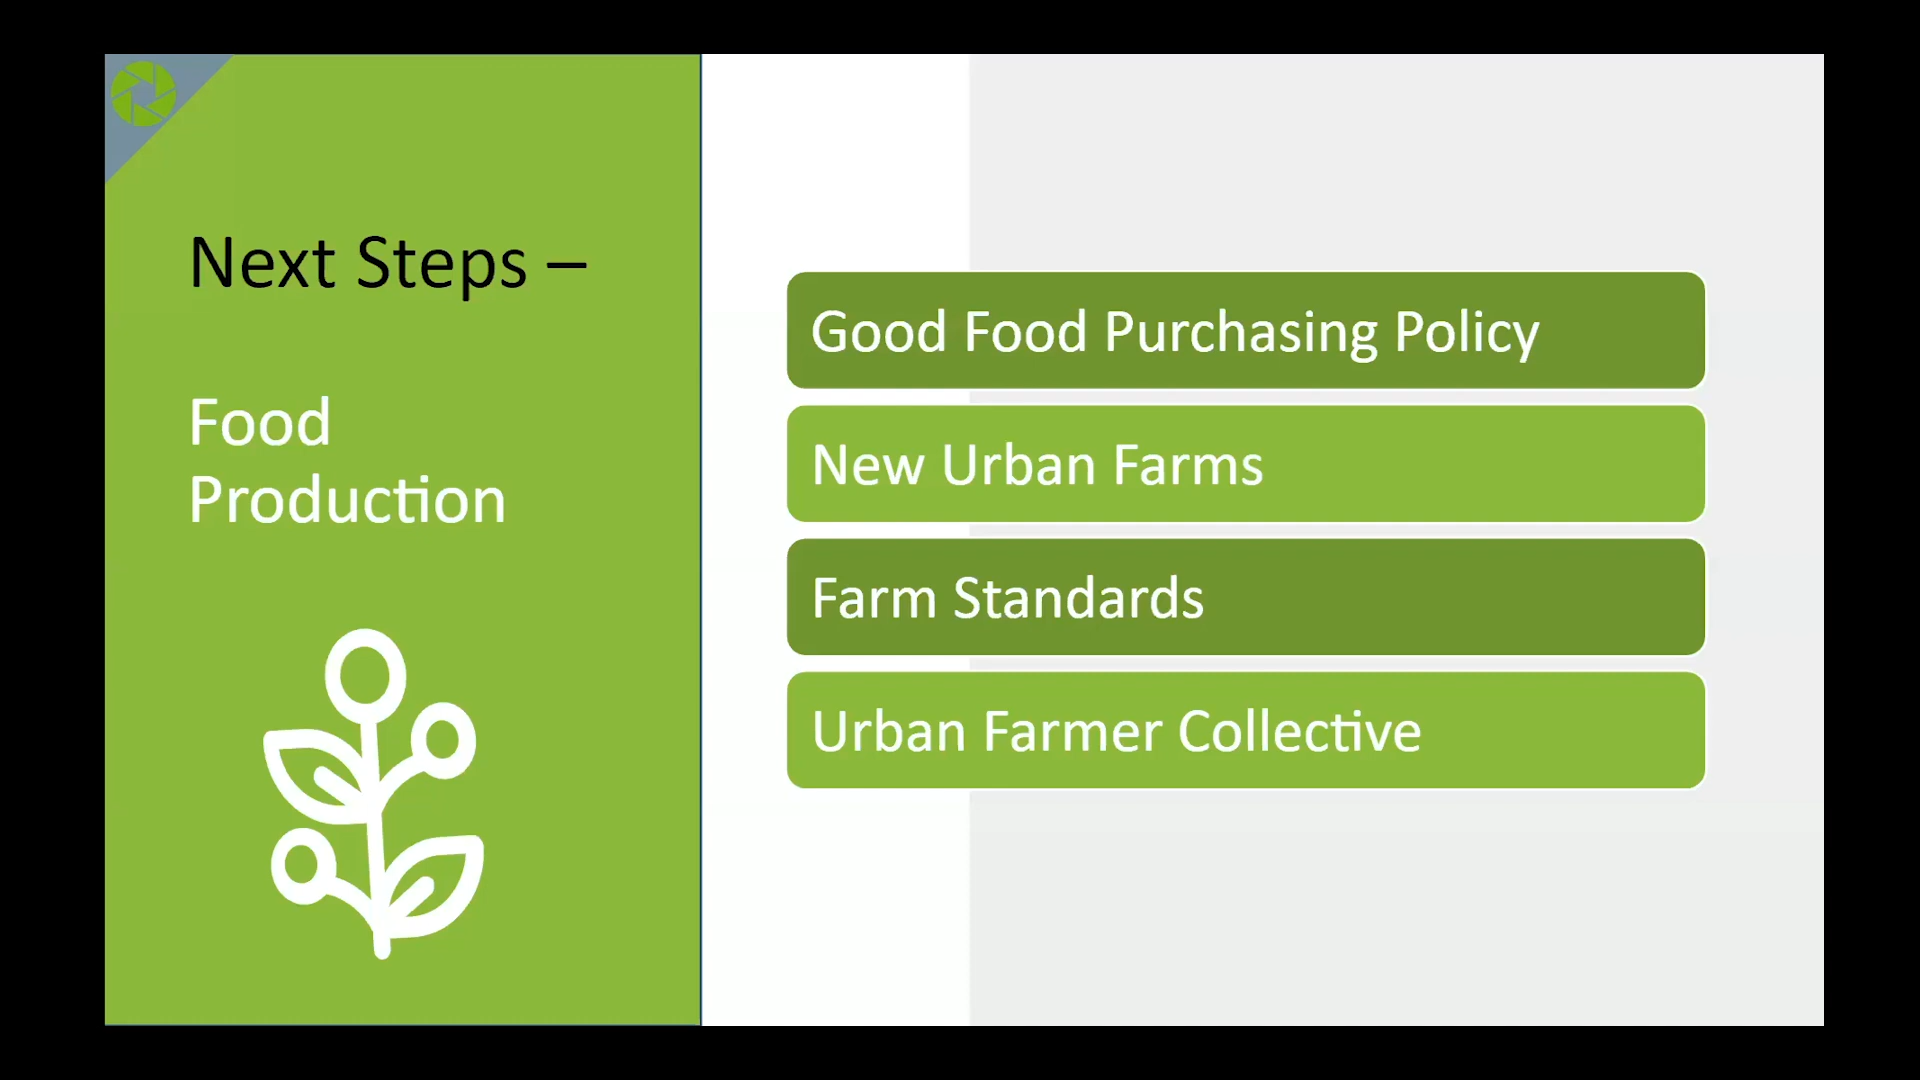 Next Steps –
Food
Production
Good Food Purchasing Policy
New Urban Farms
Farm Standards
Urban Farmer Collective